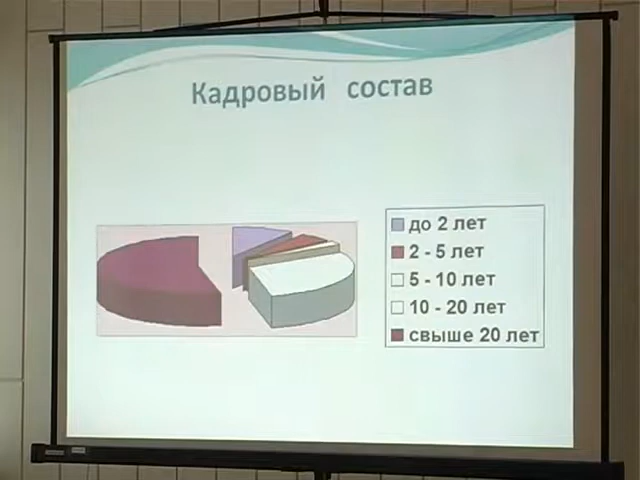 Кадровый состав
до 2 лет
2 - 5 лет
5 - 10 лет
10 - 20 лет
свыше 20 лет